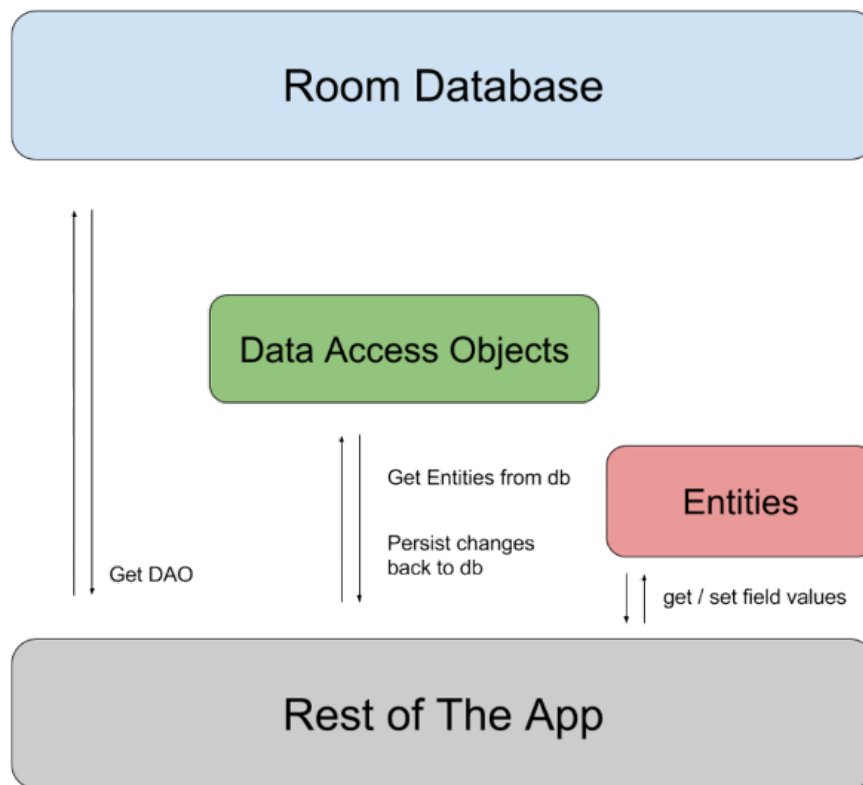 Room Database
Data Access Objects
Get Entities from db
Entities
Persist changes
back to db
Get DAO
get / set field values
Rest of The App